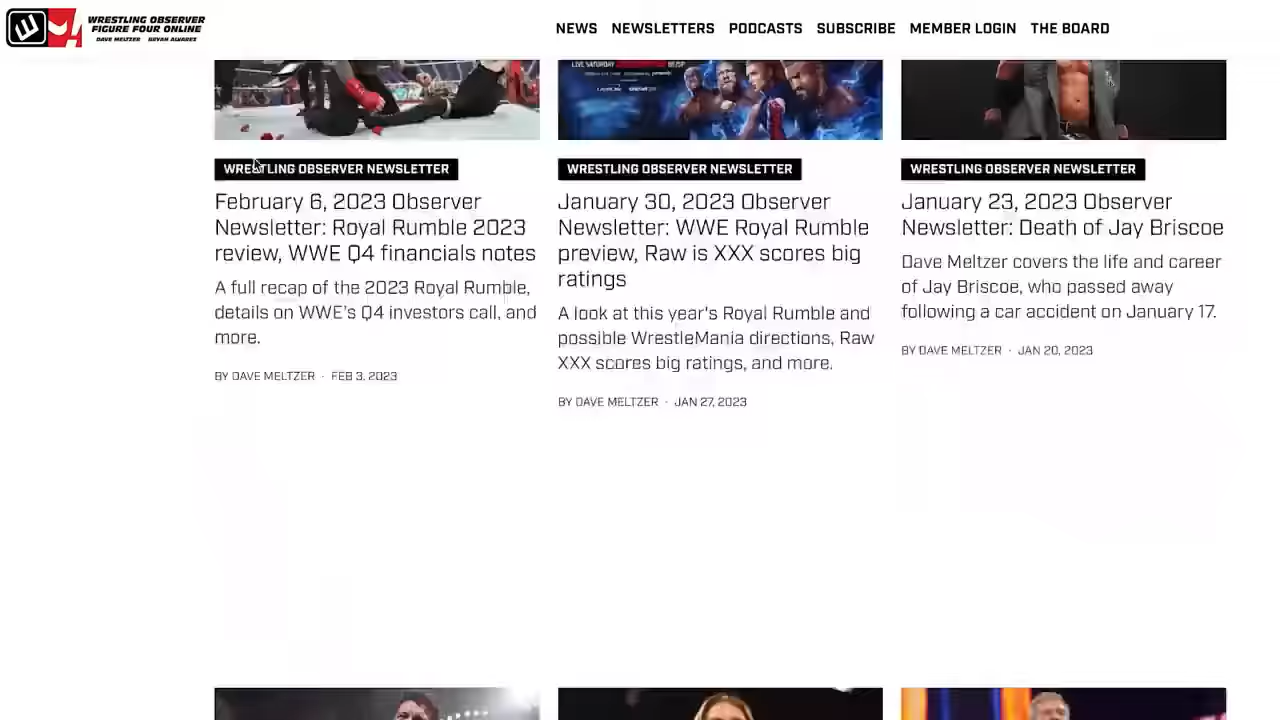 WRESTLING OBSERVER
FIGURE FOUR ONLINE
DAVE MELTZER BRYAN ALVAREZ
NEWS NEWSLETTERS PODCASTS SUBSCRIBE MEMBER LOGIN THE BOARD
WRESTLING OBSERVER NEWSLETTER
February 6, 2023 Observer
Newsletter: Royal Rumble 2023
review, WWE Q4 financials notes
A full recap of the 2023 Royal Rumble,
details on WWE's Q4 investors call, and
more.
BY DAVE MELTZER · FEB 3, 2023
LIVE SATURDAY
WRESTLING OBSERVER NEWSLETTER
January 30, 2023 Observer
Newsletter: WWE Royal Rumble
preview, Raw is XXX scores big
ratings
A look at this year's Royal Rumble and
possible WrestleMania directions, Raw
XXX scores big ratings, and more.
BY DAVE MELTZER · JAN 27, 2023
WRESTLING OBSERVER NEWSLETTER
January 23, 2023 Observer
Newsletter: Death of Jay Briscoe
Dave Meltzer covers the life and career
of Jay Briscoe, who passed away
following a car accident on January 17.
BY DAVE MELTZER · JAN 20, 2023